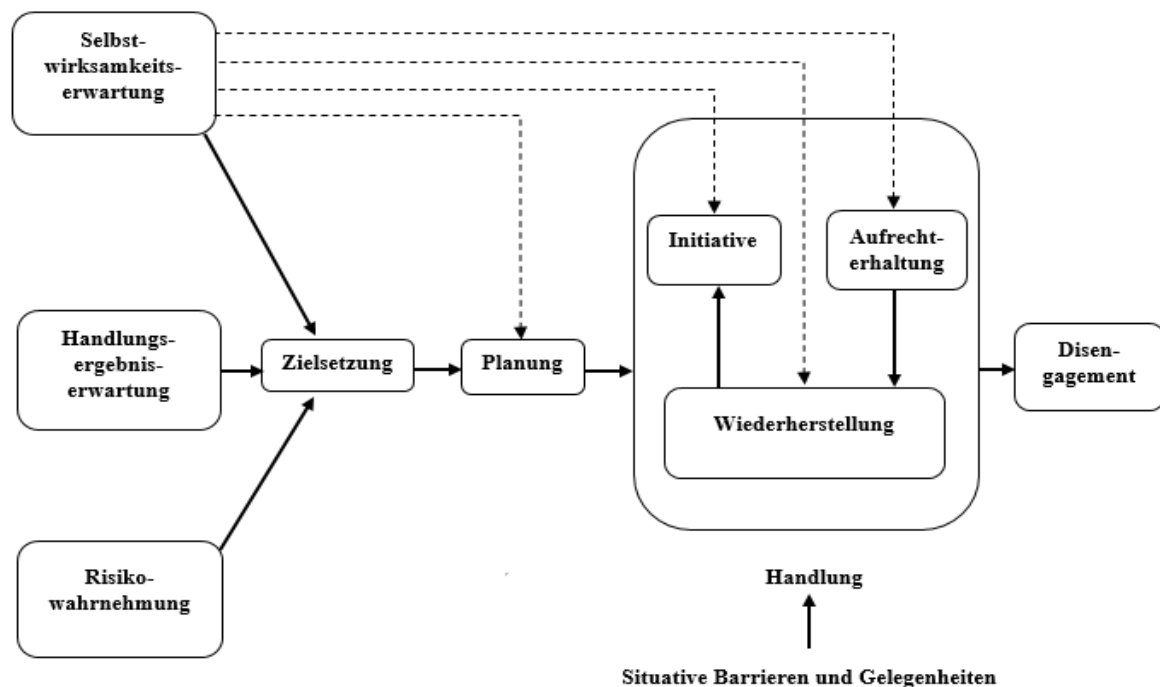 Selbst-
wirksamkeits-
erwartung
Initiative
Aufrecht-
erhaltung
Handlungs-
ergebnis-
erwartung
Zielsetzung
Planung
Disen-
gagement
Wiederherstellung
Risiko-
wahrnehmung
Handlung
Situative Barrieren und Gelegenheiten